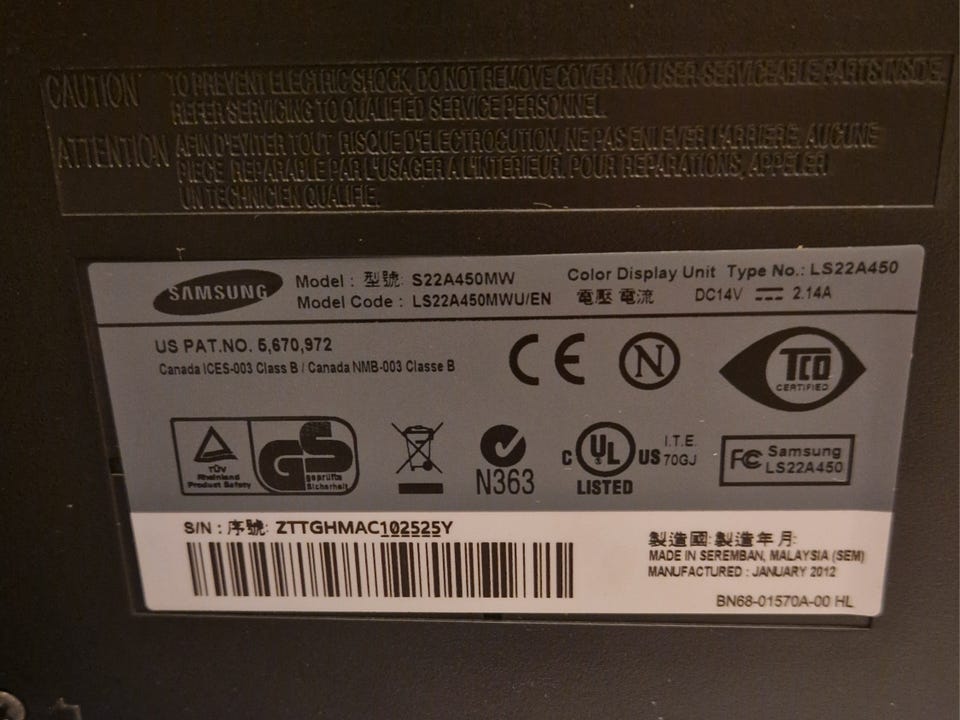 CAUTION TO PREVENT ELECTRIC SHOCK, DO NOT REMOVE COVER. NO USER-SERVICEABLE PARTS INSIDE.
REFER SERVICING TO QUALIFIED SERVICE PERSONNEL.
ATTENTION AFIN D'EVITER TOUT RISQUE D'ELECTROCUTION, NE PAS ENLEVER L'ARRIERE. AUCUNE
PIECE REPARABLE PAR L'USAGER A L'INTERIEUR. POUR REPARATIONS, APPELER
UN TECHNICIEN QUALIFIE.
SAMSUNG
Model : 型號: S22A450MW
Model Code : LS22A450MWU/EN
Color Display Unit Type No.: LS22A450
電壓 電流 DC14V 2.14A
US PAT.NO. 5,670,972
Canada ICES-003 Class B / Canada NMB-003 Classe B
CE
N
TCO
CERTIFIED
TÜV
Rheinland
Product Safety
GS
geprüfte
Sicherheit
N363
C UL US
LISTED
I.T.E.
70GJ
FC Samsung
LS22A450
S/N : 序號: ZTTGHMAC102525Y
製造國: 製造年月:
MADE IN SEREMBAN, MALAYSIA (SEM)
MANUFACTURED : JANUARY 2012
BN68-01570A-00 HL